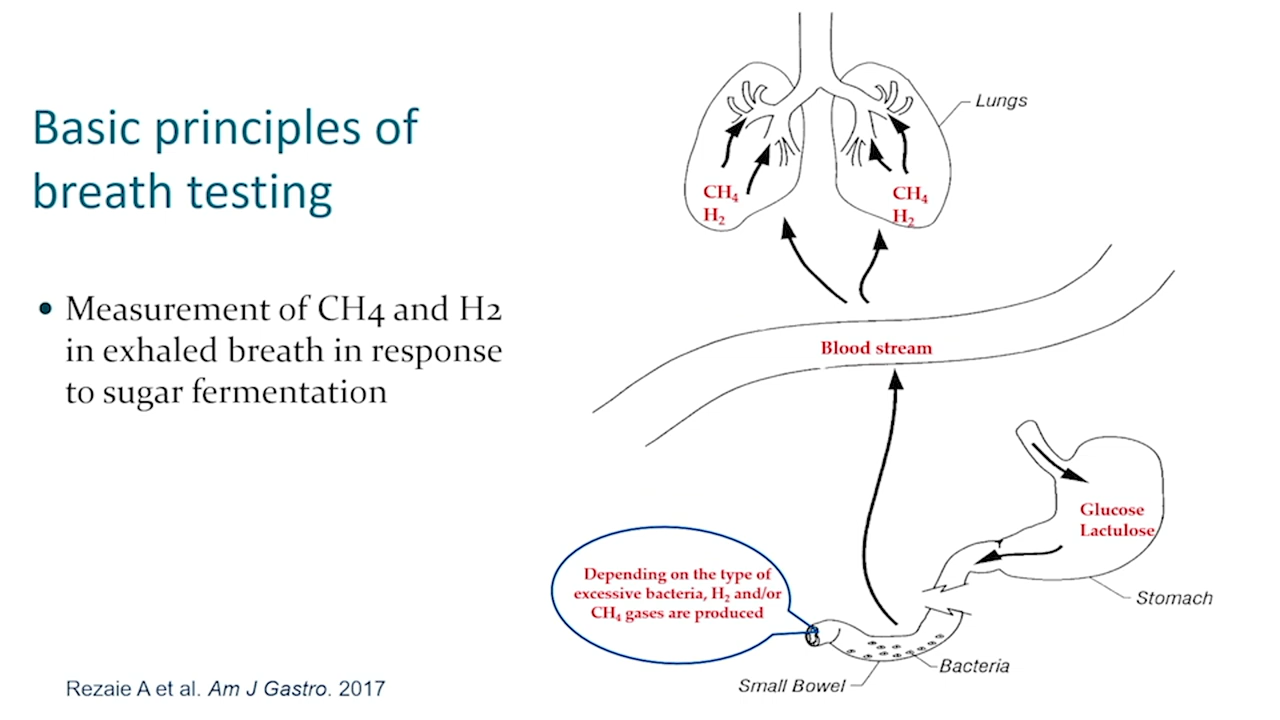 Basic principles of
breath testing
• Measurement of CH4 and H2
in exhaled breath in response
to sugar fermentation
Rezaie A et al. Am J Gastro. 2017
Lungs
CH₄
H₂
CH₄
H₂
Blood stream
Glucose
Lactulose
Stomach
Depending on the type of
excessive bacteria, H₂ and/or
CH₄ gases are produced
Bacteria
Small Bowel